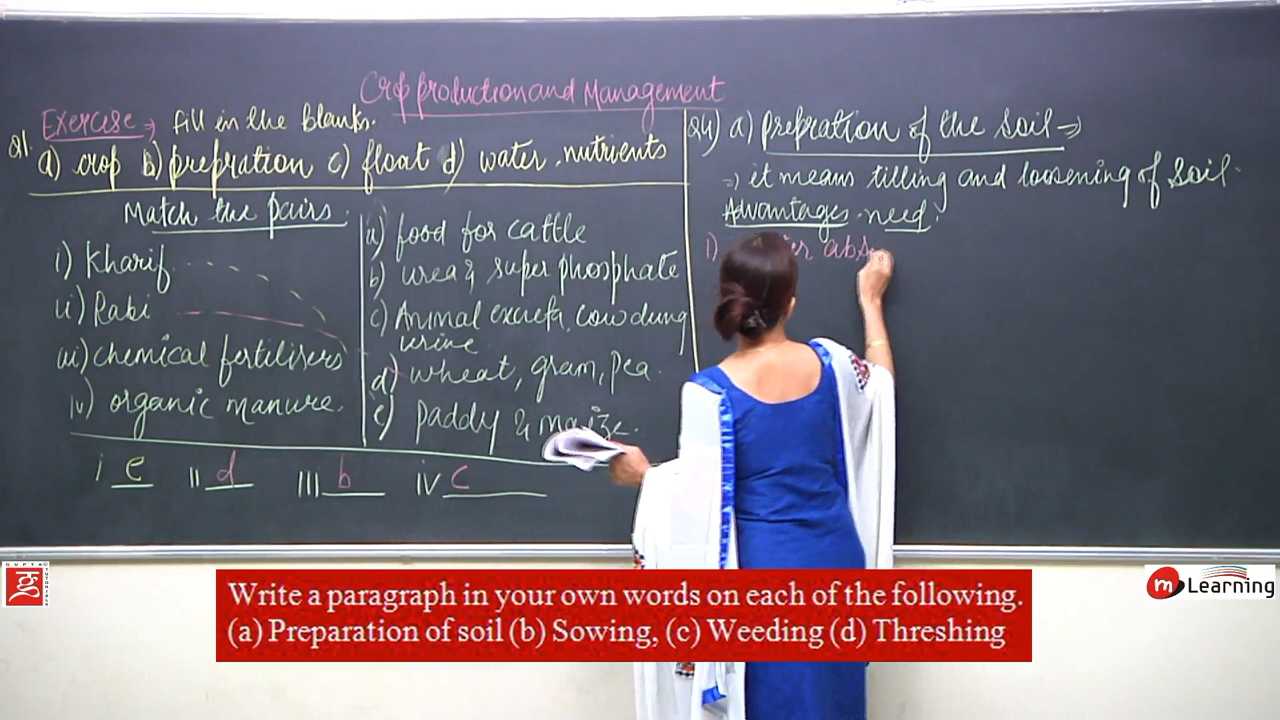 Crop production and Management
Exercise → fill in the blanks.
Q1. a) crop b) prepration c) float d) water, nutrients
Match the pairs.
i) Kharif
ii) Rabi
iii) chemical fertilisers
iv) organic manure.
a) food for cattle
b) urea & super phosphate
c) Animal excreta, cow dung
urine
d) wheat, gram, pea.
e) paddy & maize.
i e ii d iii b iv c
Q4) a) prepration of the soil ⇒
⇒ it means tilling and loosening of soil.
Advantages need.
i)
GUPTA TUTORIALS
Write a paragraph in your own words on each of the following.
(a) Preparation of soil (b) Sowing, (c) Weeding (d) Threshing
m Learning